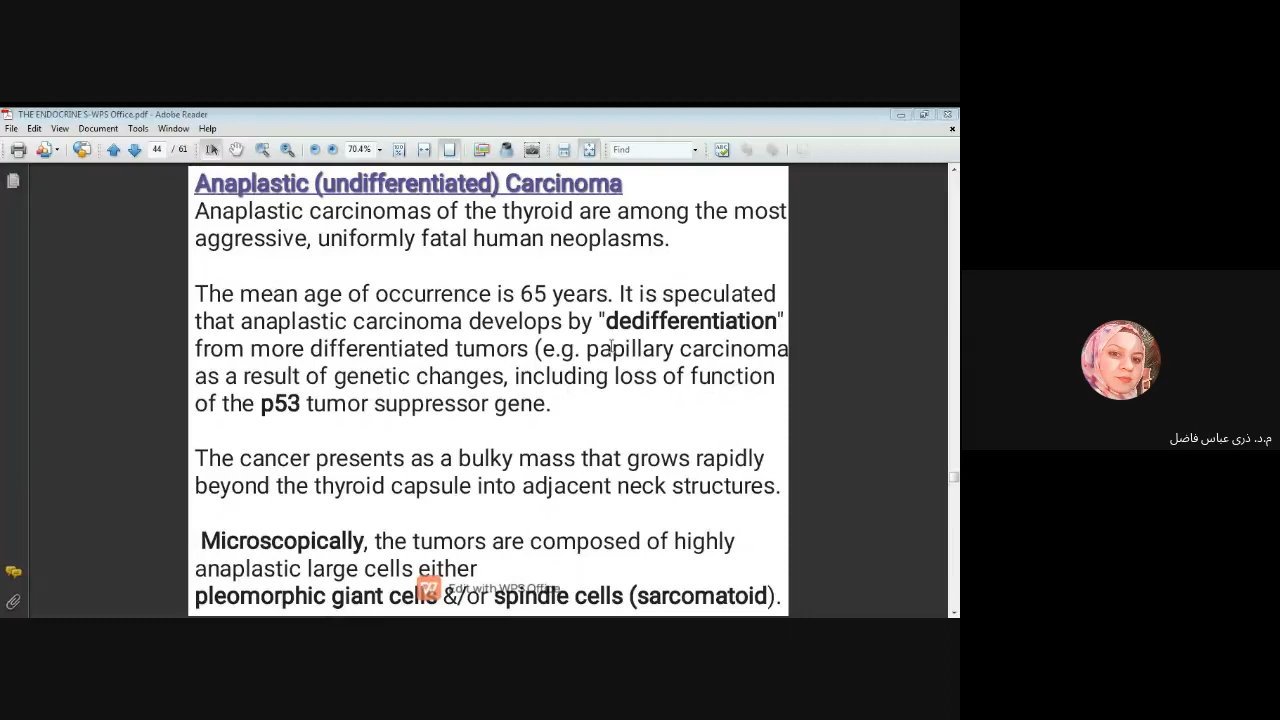 THE ENDOCRINE S-WPS Office.pdf - Adobe Reader
File Edit View Document Tools Window Help
44 / 61 70.4% Find
Anaplastic (undifferentiated) Carcinoma
Anaplastic carcinomas of the thyroid are among the most
aggressive, uniformly fatal human neoplasms.
The mean age of occurrence is 65 years. It is speculated
that anaplastic carcinoma develops by "dedifferentiation"
from more differentiated tumors (e.g. papillary carcinoma
as a result of genetic changes, including loss of function
of the p53 tumor suppressor gene.
The cancer presents as a bulky mass that grows rapidly
beyond the thyroid capsule into adjacent neck structures.
Microscopically, the tumors are composed of highly
anaplastic large cells either
Edit with WPS Office
pleomorphic giant cells &/or spindle cells (sarcomatoid).
م.د. ذرى عباس فاضل